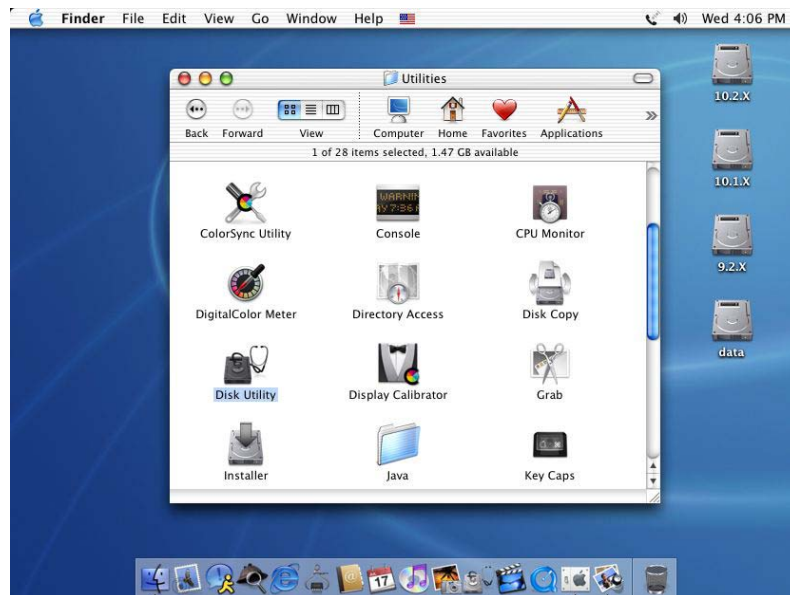 Finder File Edit View Go Window Help Wed 4:06 PM
Utilities
Back Forward View Computer Home Favorites Applications
1 of 28 items selected, 1.47 GB available
ColorSync Utility Console CPU Monitor
DigitalColor Meter Directory Access Disk Copy
Disk Utility Display Calibrator Grab
Installer Java Key Caps
10.2.X
10.1.X
9.2.X
data
17